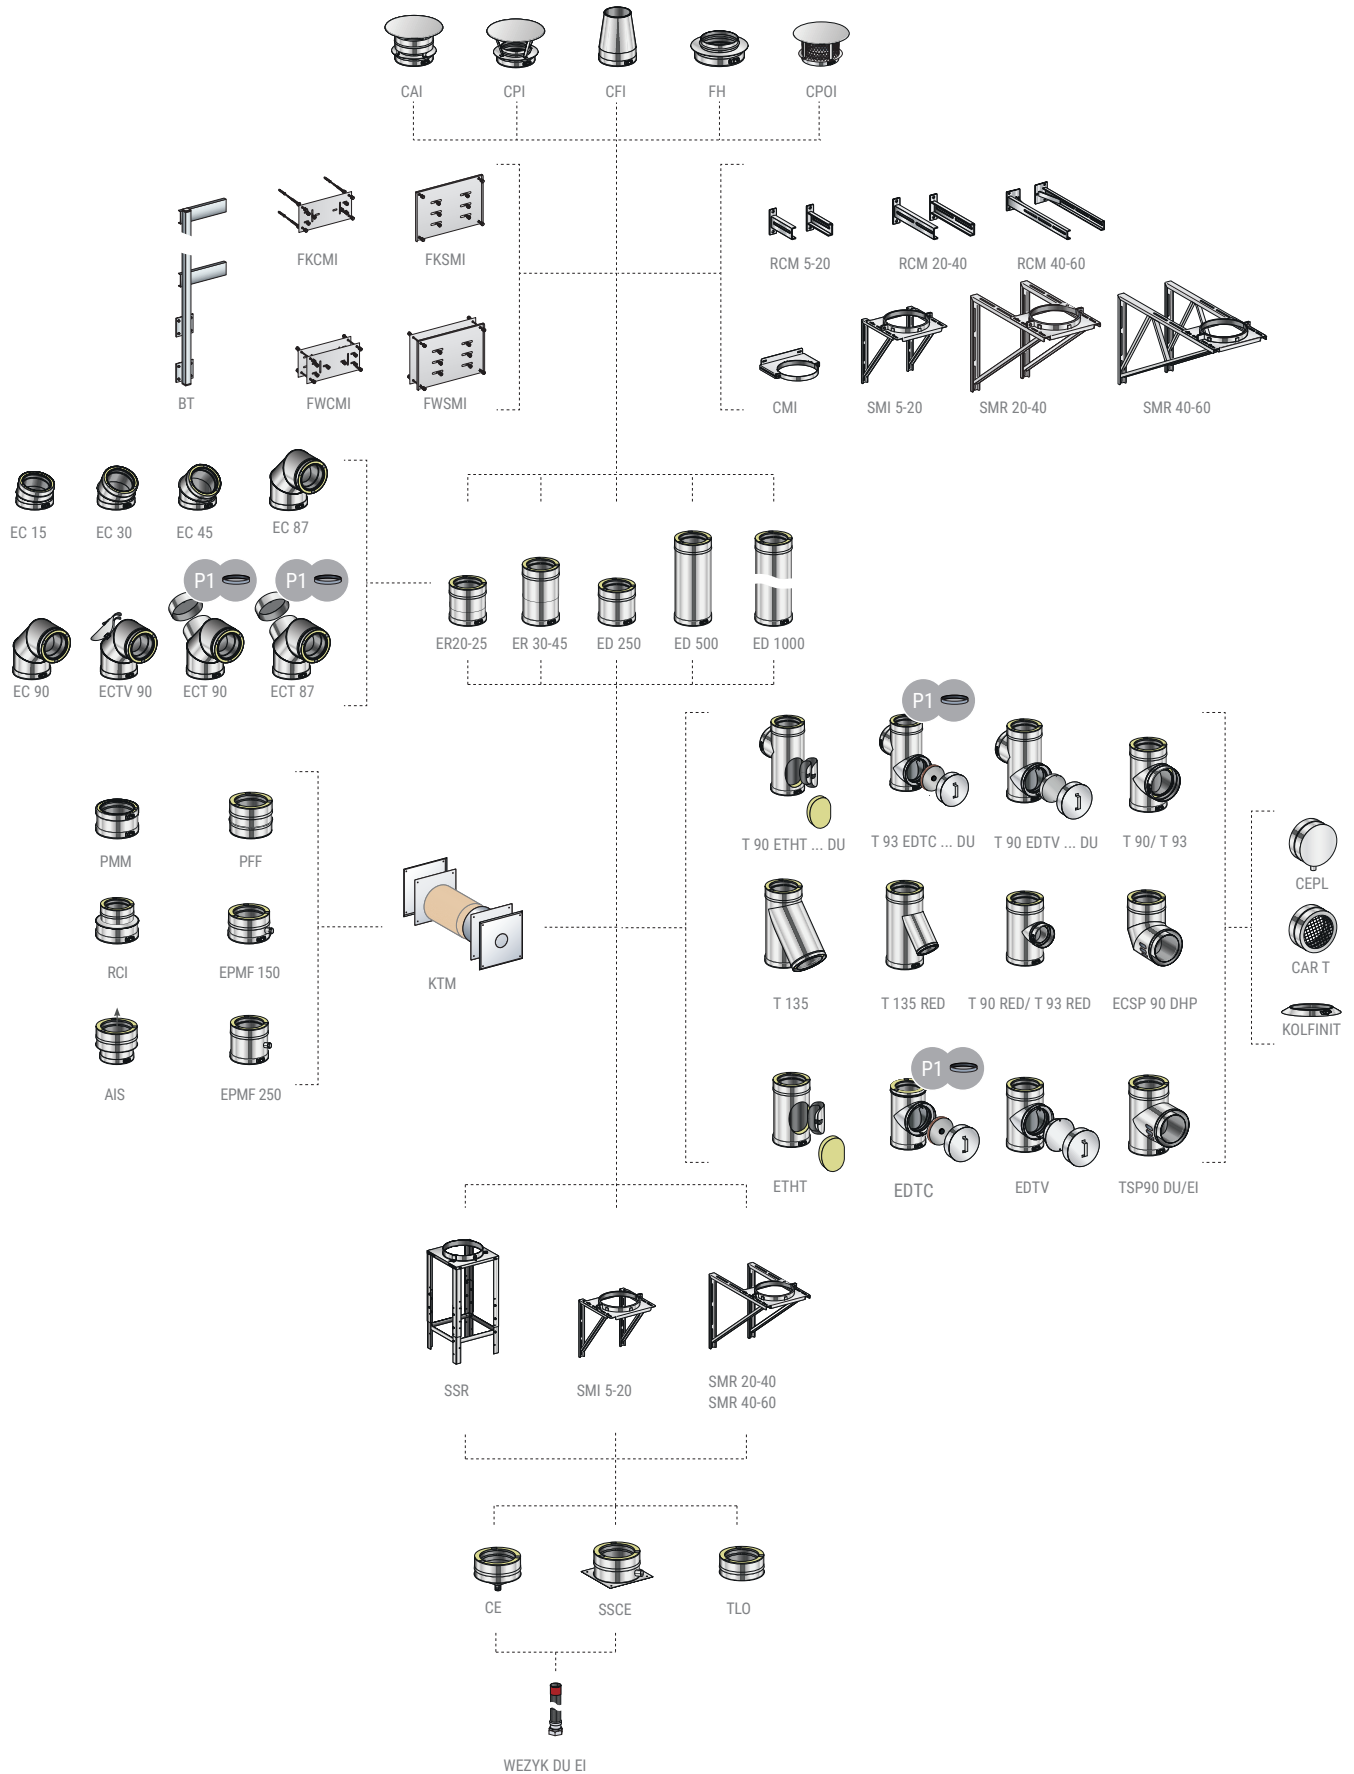 CAI
CPI
CFI
FH
CPOI
FKCMI
FKSMI
RCM 5-20
RCM 20-40
RCM 40-60
BT
FWCMI
FWSMI
CMI
SMI 5-20
SMR 20-40
SMR 40-60
EC 15
EC 30
EC 45
EC 87
P1
P1
EC 90
ECTV 90
ECT 90
ECT 87
ER20-25
ER 30-45
ED 250
ED 500
ED 1000
P1
T 90 ETHT ... DU
T 93 EDTC ... DU
T 90 EDTV ... DU
T 90/ T 93
PMM
PFF
CEPL
RCI
EPMF 150
KTM
T 135
T 135 RED
T 90 RED/ T 93 RED
ECSP 90 DHP
CAR T
KOLFINIT
AIS
EPMF 250
P1
ETHT
EDTC
EDTV
TSP90 DU/EI
SSR
SMI 5-20
SMR 20-40
SMR 40-60
CE
SSCE
TLO
WEZYK DU EI